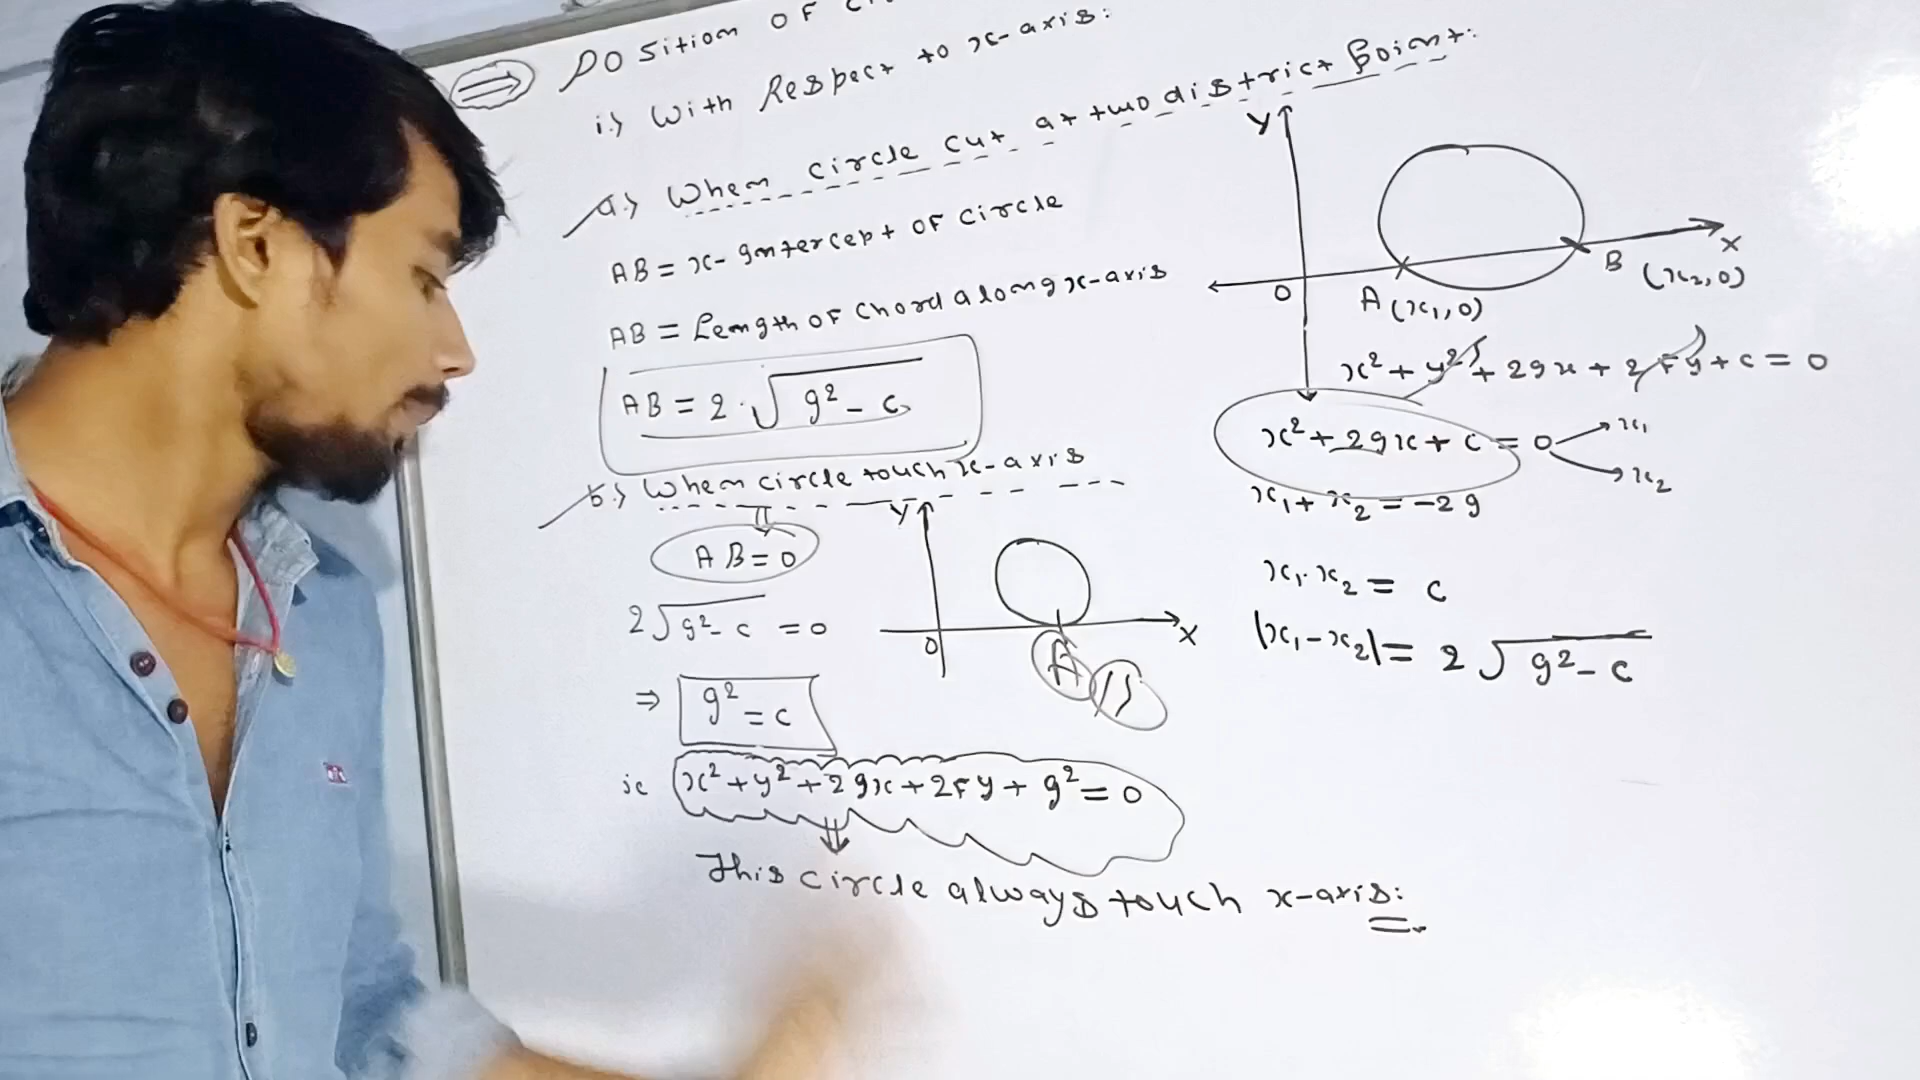 ⇒ Position OF
i.) With Respect to x-axis:
a.) When circle cut at two district Point:
AB = x-Intercept OF circle
AB = Length OF chord along x-axis
AB = 2.√(g² - c)
b.) When circle touch x-axis
AB = 0
2√(g² - c) = 0
⇒ g² = c
ie x² + y² + 2gx + 2Fy + g² = 0
This circle always touch x-axis:
Y
X
O
A (x₁, 0)
B (x₂, 0)
x² + y² + 2gx + 2Fy + c = 0
x² + 2gx + c = 0
x₁
x₂
x₁ + x₂ = -2g
x₁.x₂ = c
|x₁ - x₂| = 2√(g² - c)
Y
X
O
A
B